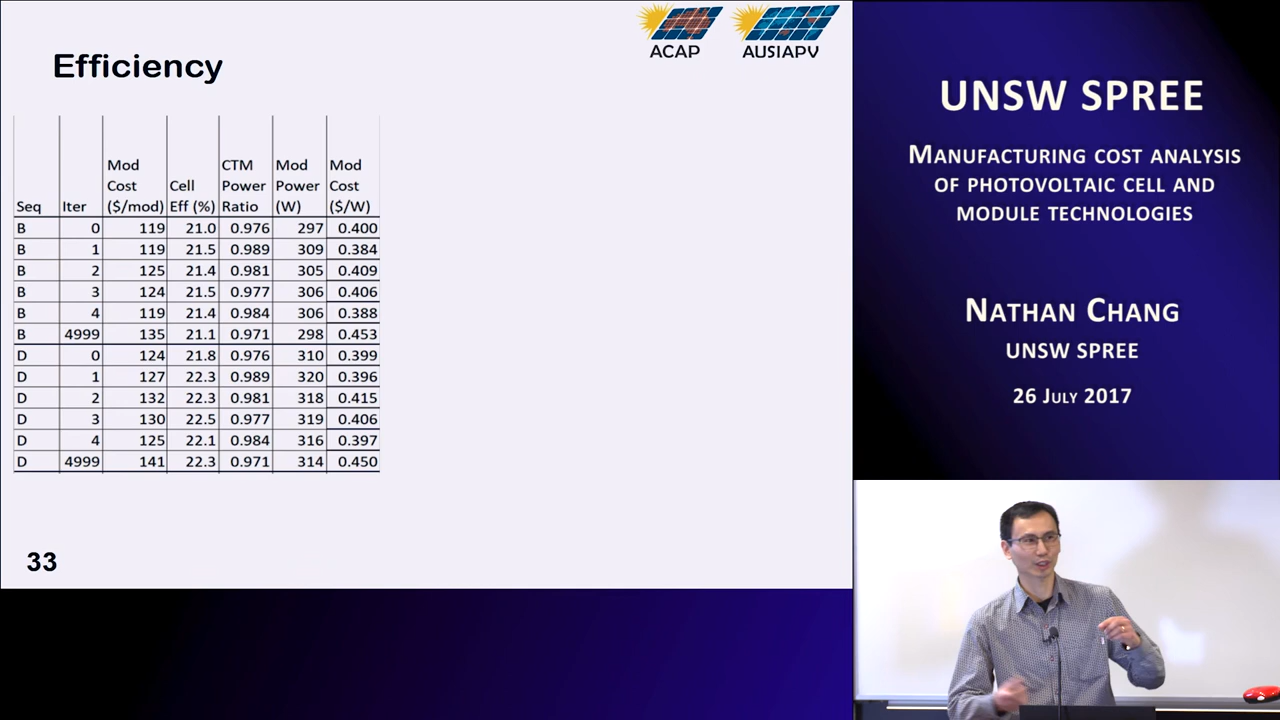 Efficiency
ACAP
AUSIAPV
Mod CTM Mod Mod
Cost Cell Power Power Cost
Seq Iter ($/mod) Eff (%) Ratio (W) ($/W)
B 0 119 21.0 0.976 297 0.400
B 1 119 21.5 0.989 309 0.384
B 2 125 21.4 0.981 305 0.409
B 3 124 21.5 0.977 306 0.406
B 4 119 21.4 0.984 306 0.388
B 4999 135 21.1 0.971 298 0.453
D 0 124 21.8 0.976 310 0.399
D 1 127 22.3 0.989 320 0.396
D 2 132 22.3 0.981 318 0.415
D 3 130 22.5 0.977 319 0.406
D 4 125 22.1 0.984 316 0.397
D 4999 141 22.3 0.971 314 0.450
33
UNSW SPREE
MANUFACTURING COST ANALYSIS
OF PHOTOVOLTAIC CELL AND
MODULE TECHNOLOGIES
NATHAN CHANG
UNSW SPREE
26 JULY 2017